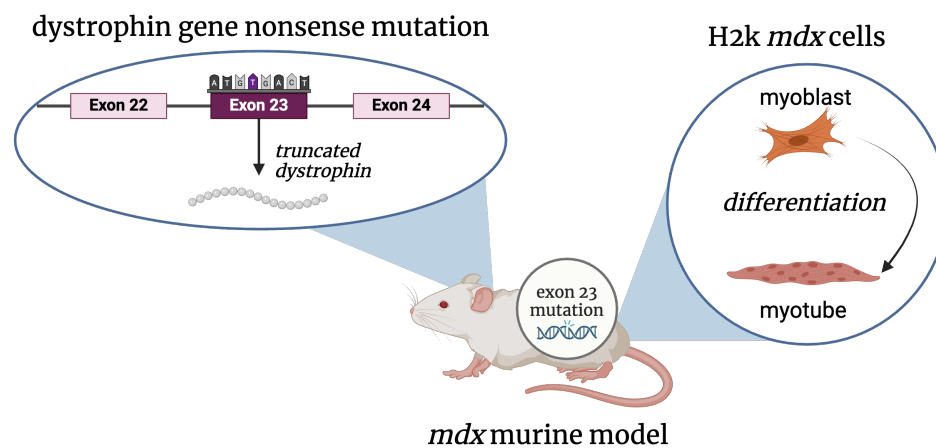 dystrophin gene nonsense mutation
A T G T G A C T
Exon 22 Exon 23 Exon 24
truncated
dystrophin
H2k mdx cells
myoblast
differentiation
myotube
exon 23
mutation
mdx murine model